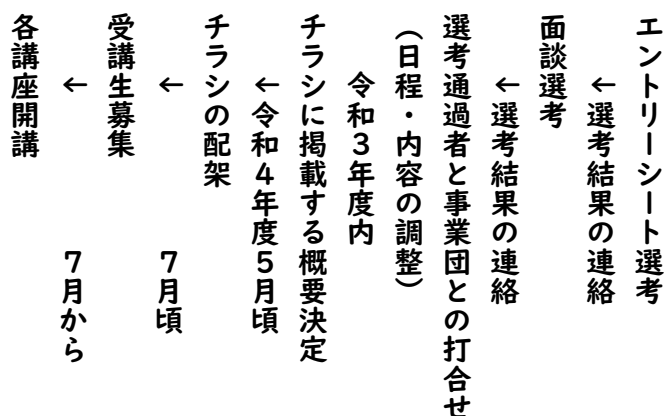 エントリーシート選考
←選考結果の連絡
面談選考
←選考結果の連絡
選考通過者と事業団との打合せ
（日程・内容の調整）
令和３年度内
チラシに掲載する概要決定
←令和４年度５月頃
チラシの配架
← ７月頃
受講生募集
← ７月から
各講座開講